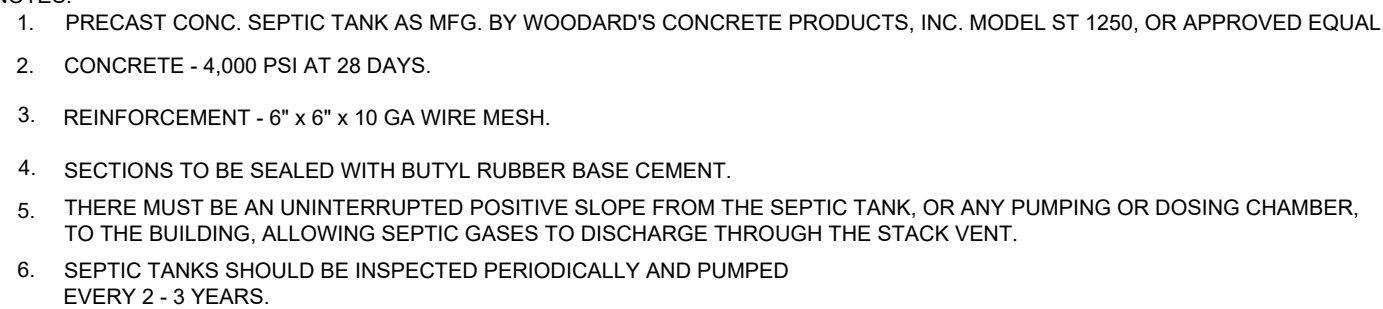 NOTES:
1. PRECAST CONC. SEPTIC TANK AS MFG. BY WOODARD'S CONCRETE PRODUCTS, INC. MODEL ST 1250, OR APPROVED EQUAL
2. CONCRETE - 4,000 PSI AT 28 DAYS.
3. REINFORCEMENT - 6" x 6" x 10 GA WIRE MESH.
4. SECTIONS TO BE SEALED WITH BUTYL RUBBER BASE CEMENT.
5. THERE MUST BE AN UNINTERRUPTED POSITIVE SLOPE FROM THE SEPTIC TANK, OR ANY PUMPING OR DOSING CHAMBER,
TO THE BUILDING, ALLOWING SEPTIC GASES TO DISCHARGE THROUGH THE STACK VENT.
6. SEPTIC TANKS SHOULD BE INSPECTED PERIODICALLY AND PUMPED
EVERY 2 - 3 YEARS.